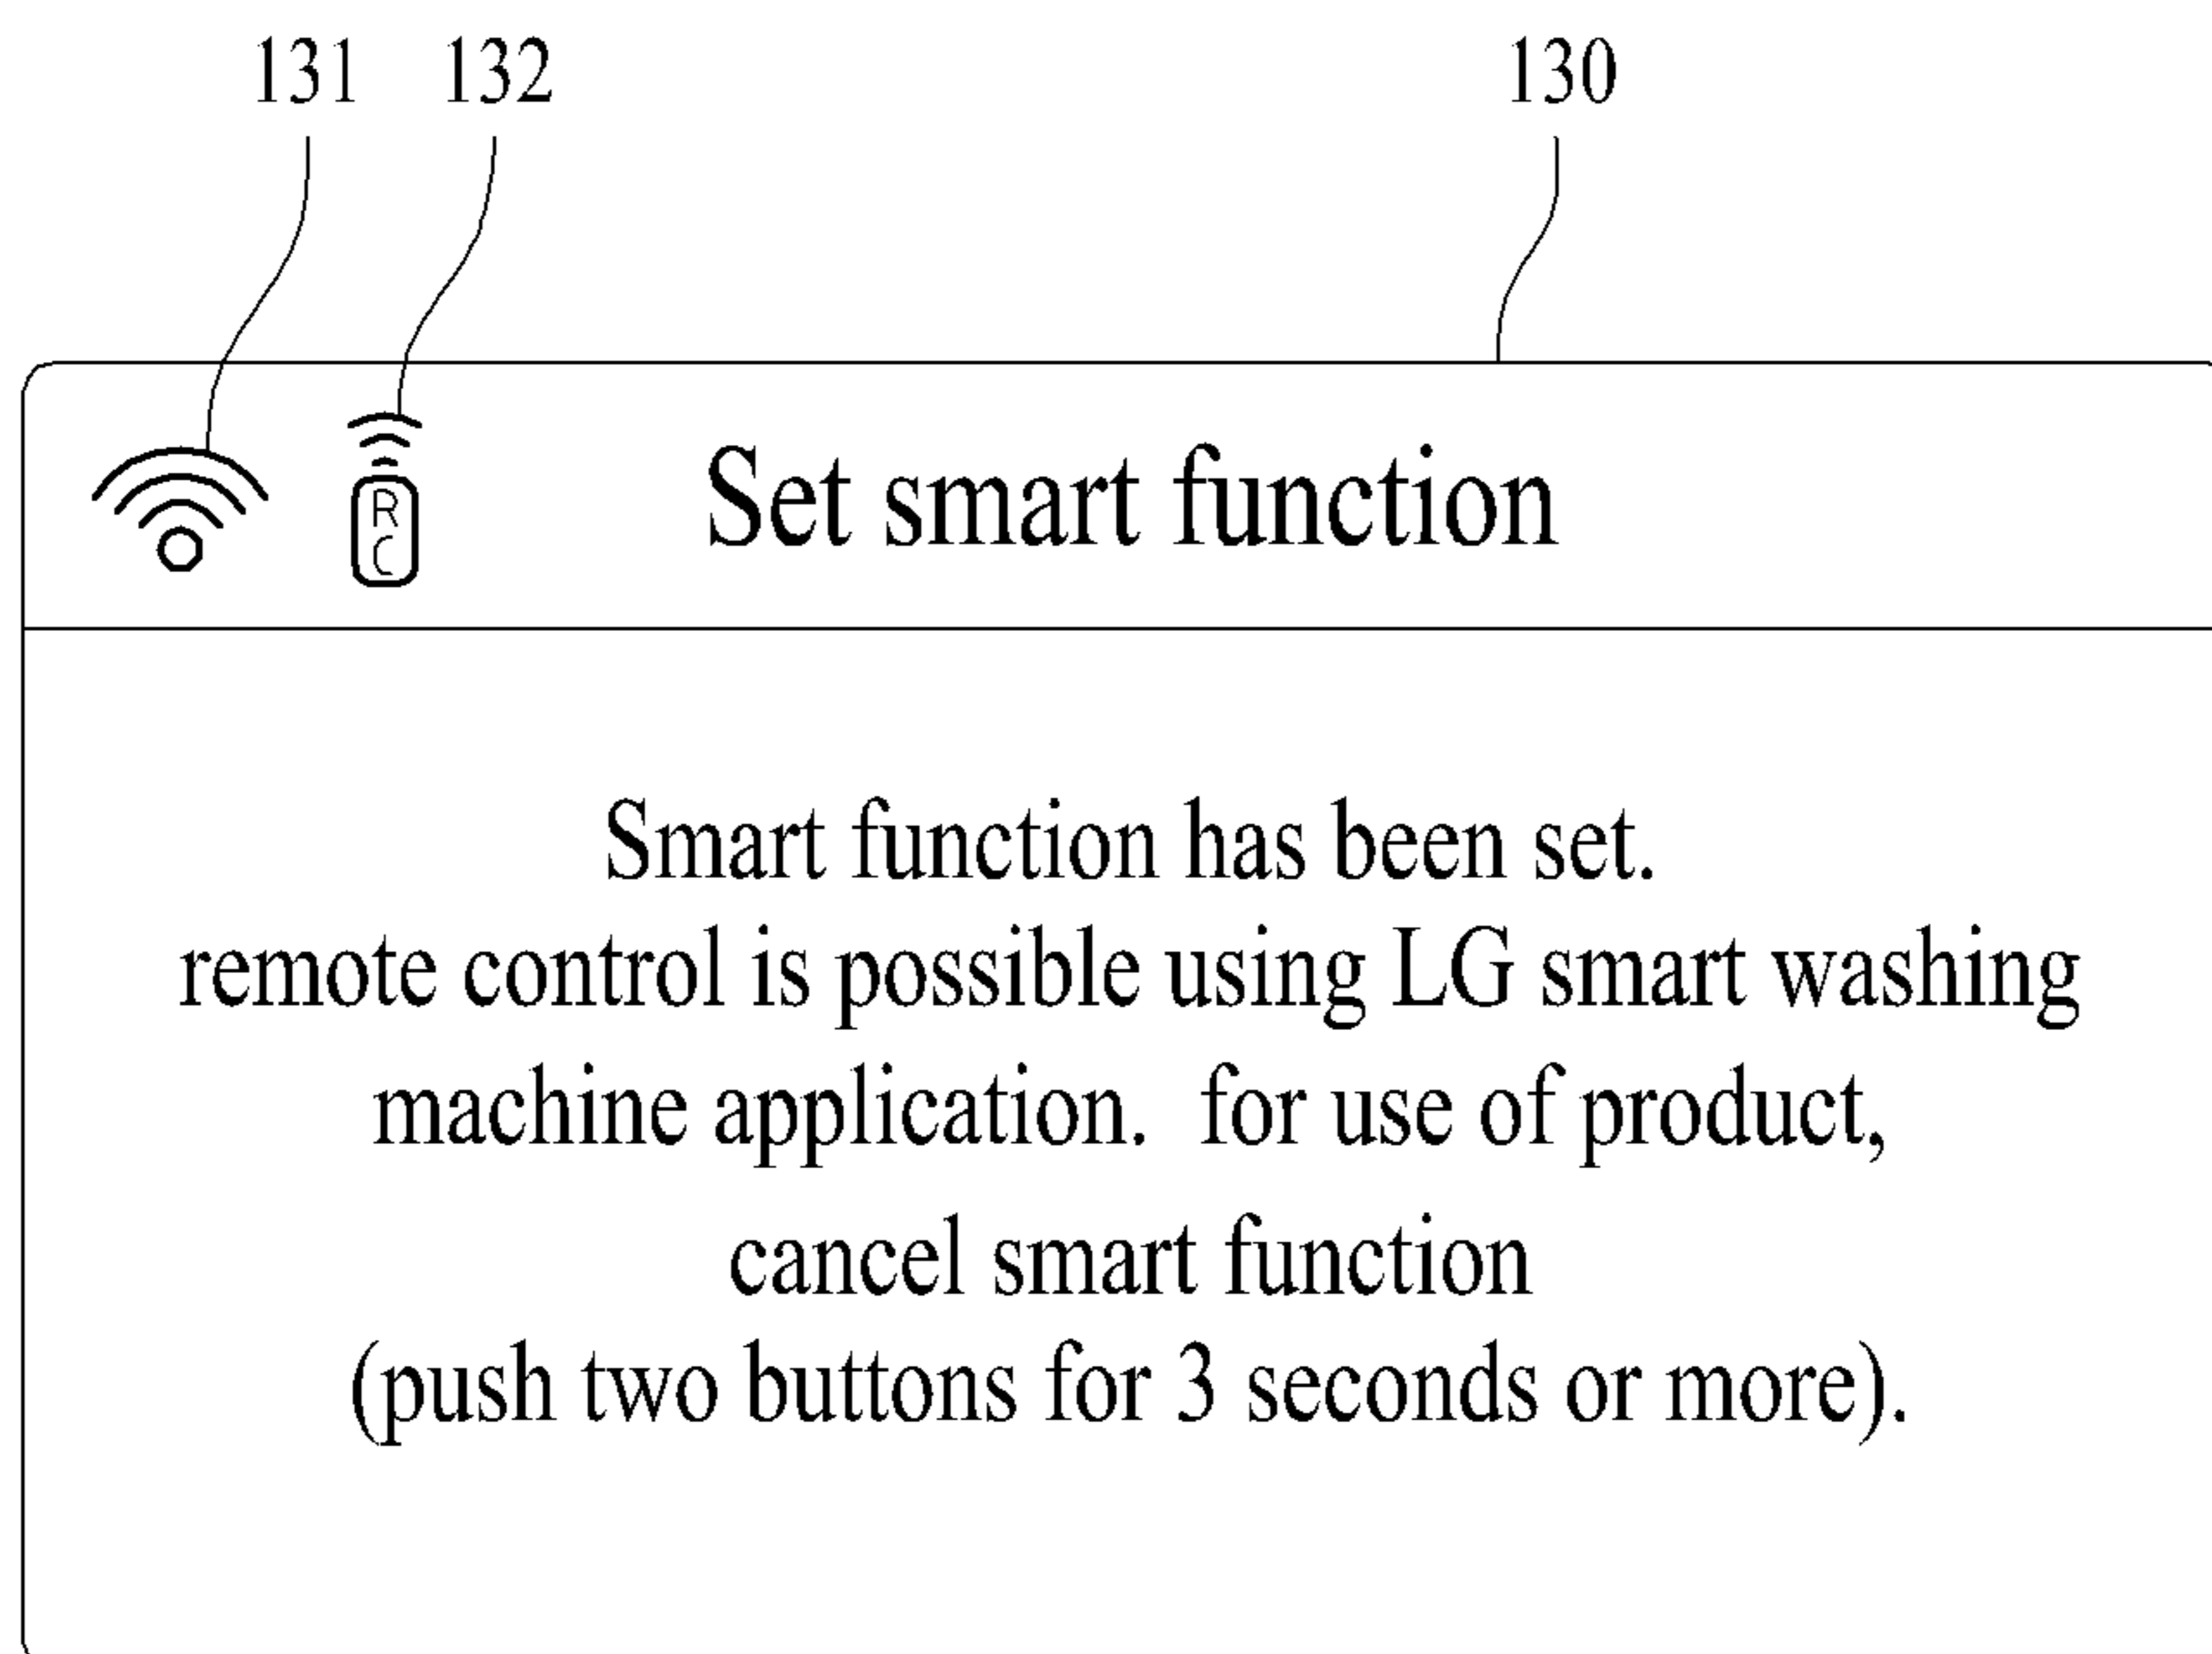 131 132 130
R
C
Set smart function
Smart function has been set.
remote control is possible using LG smart washing
machine application. for use of product,
cancel smart function
(push two buttons for 3 seconds or more).